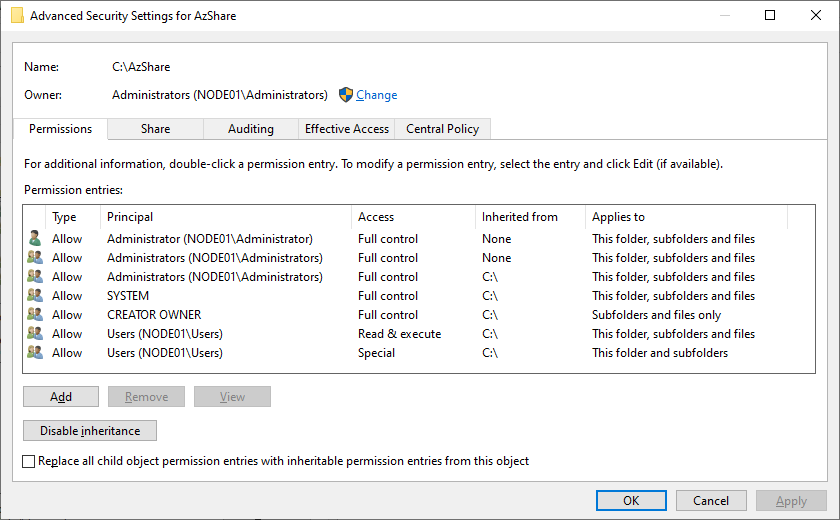 Advanced Security Settings for AzShare
Name: C:\AzShare
Owner: Administrators (NODE01\Administrators) Change
Permissions Share Auditing Effective Access Central Policy
For additional information, double-click a permission entry. To modify a permission entry, select the entry and click Edit (if available).
Permission entries:
Type Principal Access Inherited from Applies to
Allow Administrator (NODE01\Administrator) Full control None This folder, subfolders and files
Allow Administrators (NODE01\Administrators) Full control None This folder, subfolders and files
Allow Administrators (NODE01\Administrators) Full control C:\ This folder, subfolders and files
Allow SYSTEM Full control C:\ This folder, subfolders and files
Allow CREATOR OWNER Full control C:\ Subfolders and files only
Allow Users (NODE01\Users) Read & execute C:\ This folder, subfolders and files
Allow Users (NODE01\Users) Special C:\ This folder and subfolders
Add Remove View
Disable inheritance
Replace all child object permission entries with inheritable permission entries from this object
OK Cancel Apply